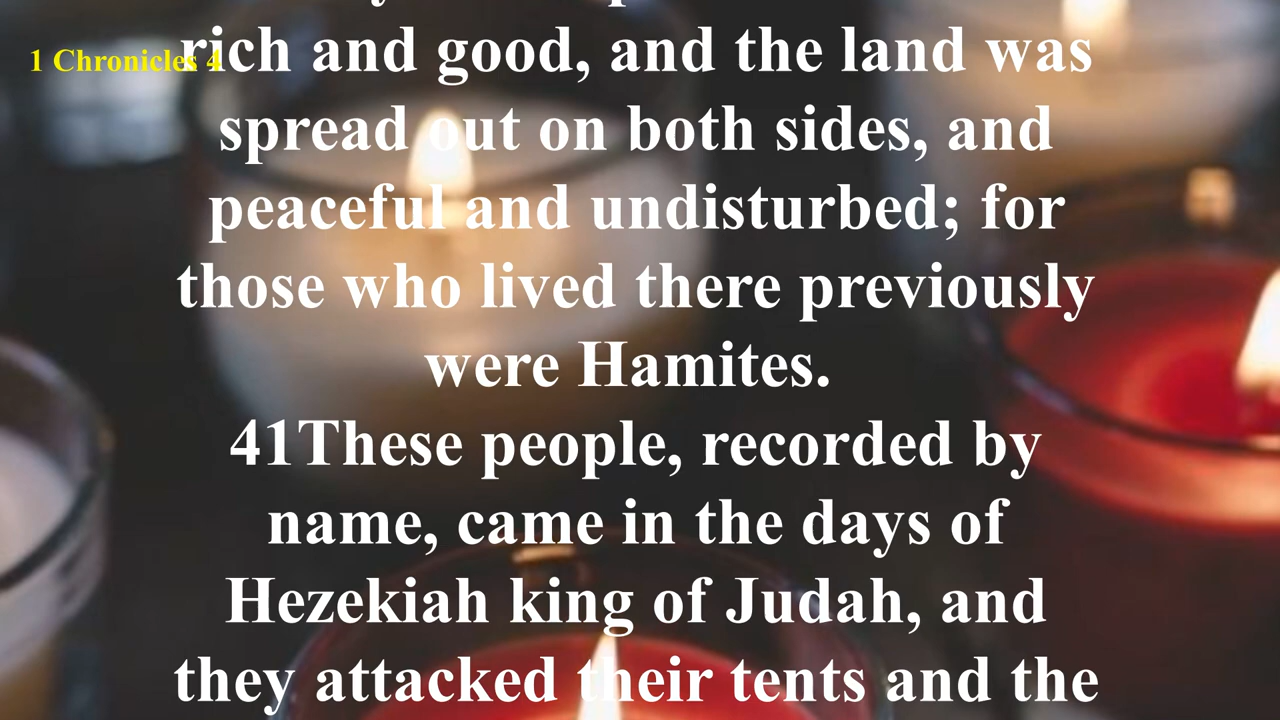 1 Chronicles 4
rich and good, and the land was
spread out on both sides, and
peaceful and undisturbed; for
those who lived there previously
were Hamites.
41These people, recorded by
name, came in the days of
Hezekiah king of Judah, and
they attacked their tents and the